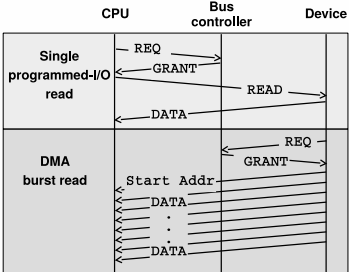 CPU
Bus
controller
Device
Single
programmed-I/O
read
REQ
GRANT
READ
DATA
DMA
burst read
REQ
GRANT
Start Addr
DATA
.
.
.
DATA